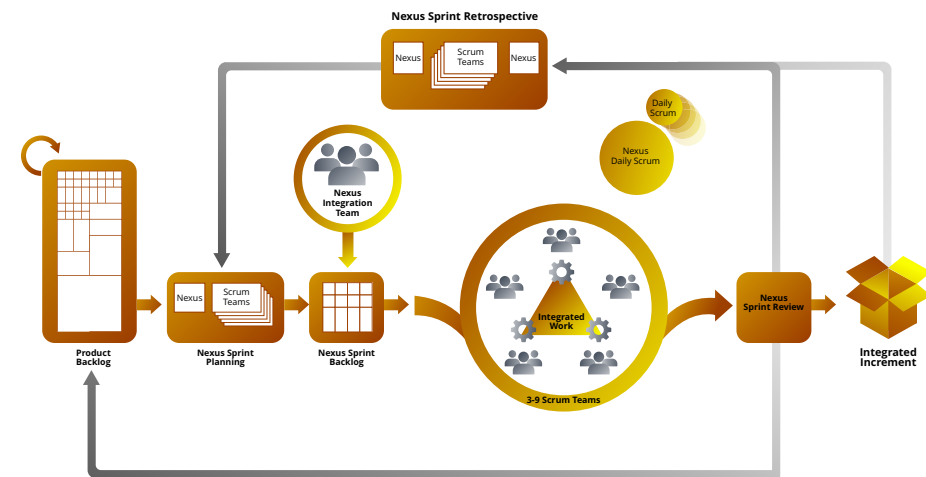 Nexus Sprint Retrospective
Nexus
Scrum
Teams
Nexus
Daily
Scrum
Nexus
Daily Scrum
Nexus
Integration
Team
Nexus
Scrum
Teams
Integrated
Work
Nexus
Sprint Review
Product
Backlog
Nexus Sprint
Planning
Nexus Sprint
Backlog
3-9 Scrum Teams
Integrated
Increment